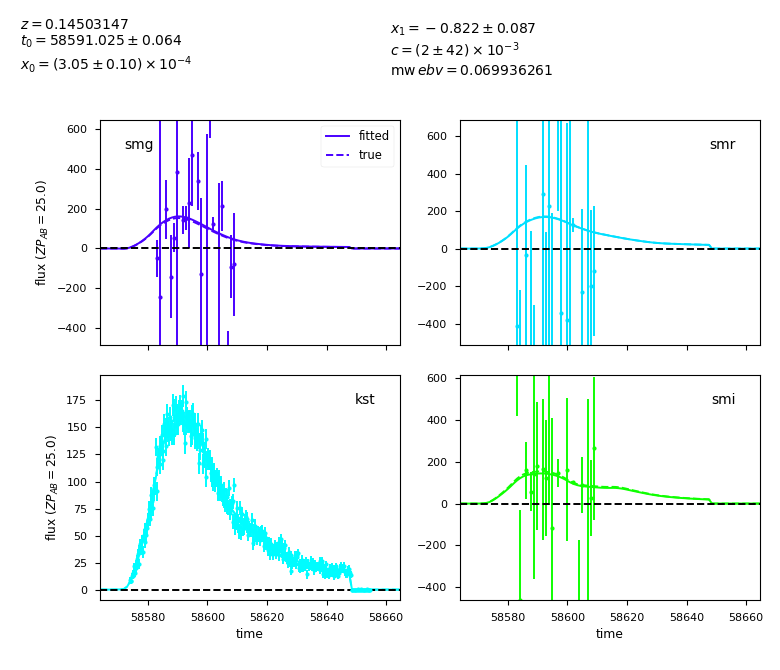 z = 0.14503147
t₀ = 58591.025 ± 0.064
x₀ = (3.05 ± 0.10) × 10⁻⁴
x₁ = −0.822 ± 0.087
c = (2 ± 42) × 10⁻³
mw ebv = 0.069936261
600
400
200
0
−200
−400
flux (ZP_AB = 25.0)
smg
fitted
true
600
400
200
0
−200
−400
smr
175
150
125
100
75
50
25
0
flux (ZP_AB = 25.0)
kst
58580 58600 58620 58640 58660
time
600
400
200
0
−200
−400
smi
58580 58600 58620 58640 58660
time